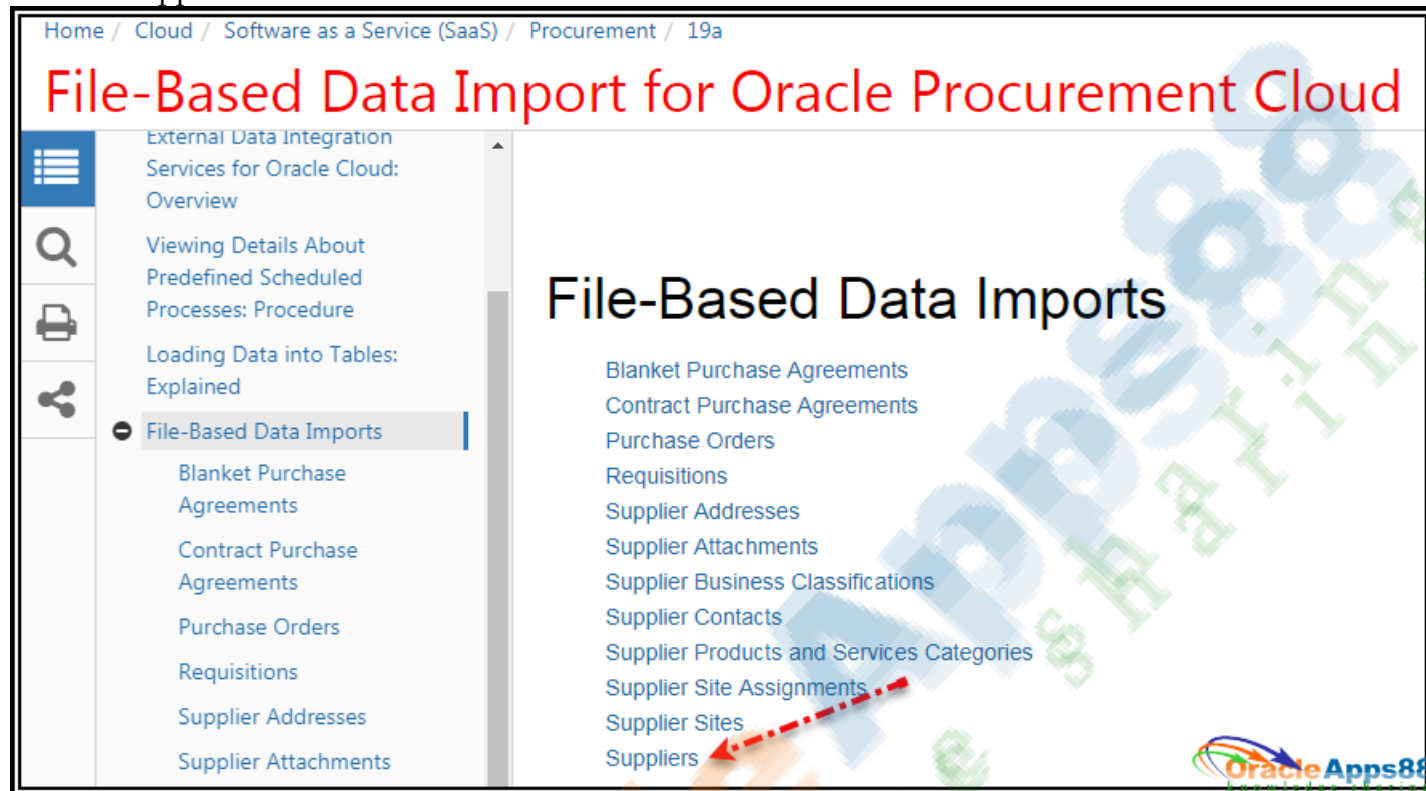 Home / Cloud / Software as a Service (SaaS) / Procurement / 19a
File-Based Data Import for Oracle Procurement Cloud
External Data Integration
Services for Oracle Cloud:
Overview
Viewing Details About
Predefined Scheduled
Processes: Procedure
Loading Data into Tables:
Explained
File-Based Data Imports
Blanket Purchase
Agreements
Contract Purchase
Agreements
Purchase Orders
Requisitions
Supplier Addresses
Supplier Attachments
File-Based Data Imports
Blanket Purchase Agreements
Contract Purchase Agreements
Purchase Orders
Requisitions
Supplier Addresses
Supplier Attachments
Supplier Business Classifications
Supplier Contacts
Supplier Products and Services Categories
Supplier Site Assignments
Supplier Sites
Suppliers
OracleApps88
knowledge sharing